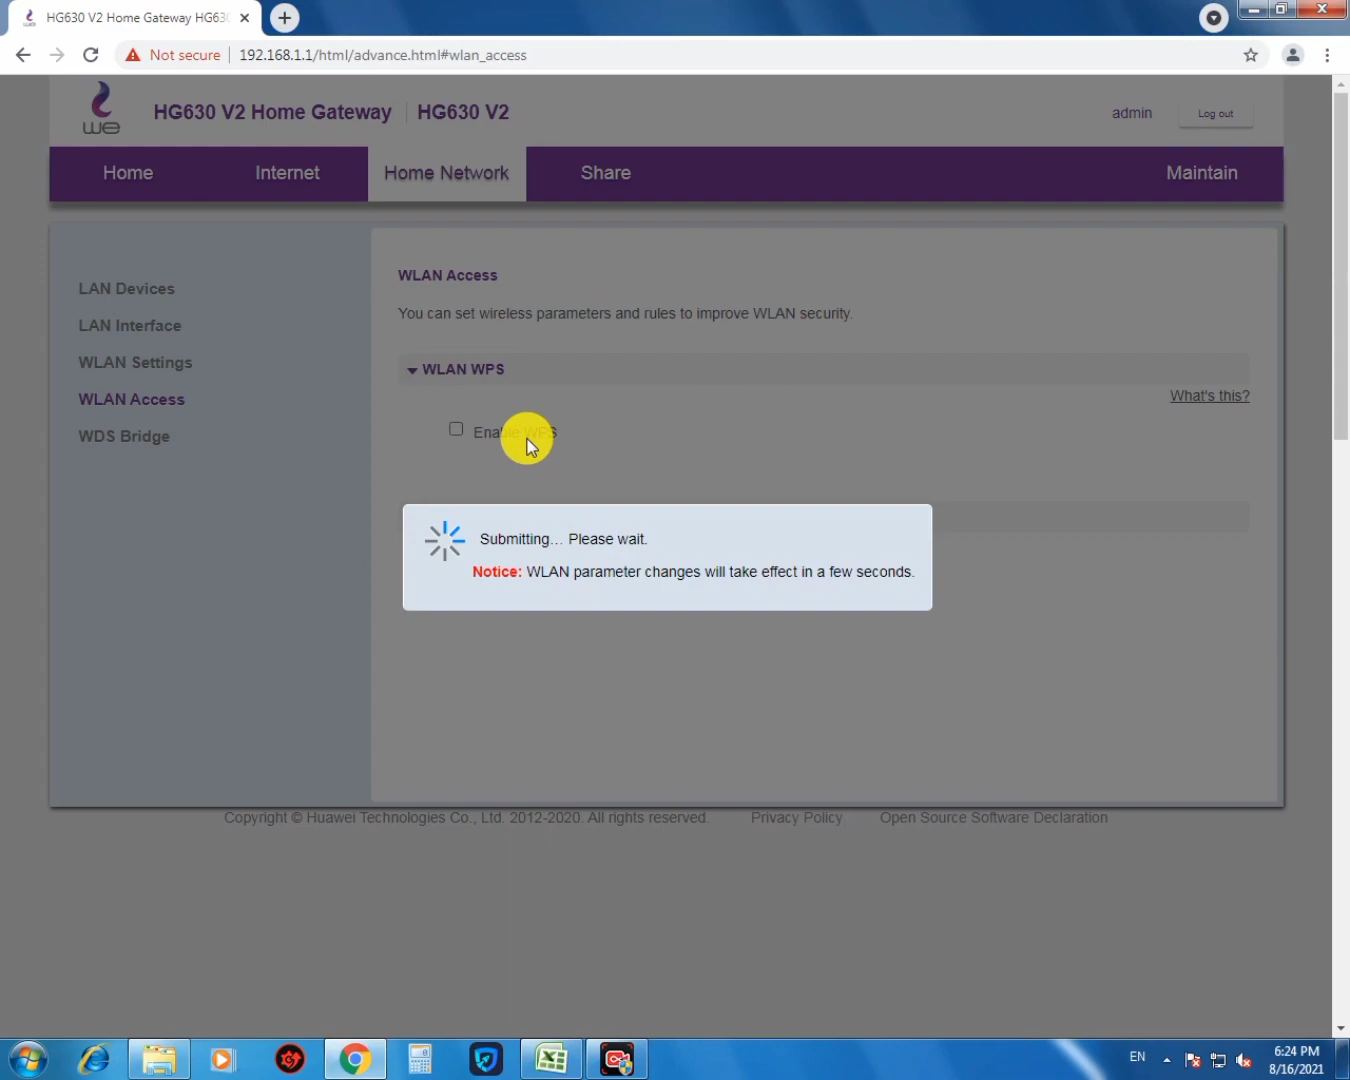 HG630 V2 Home Gateway HG630
Not secure
192.168.1.1/html/advance.html#wlan_access
we
HG630 V2 Home Gateway
HG630 V2
admin
Log out
Home
Internet
Home Network
Share
Maintain
LAN Devices
LAN Interface
WLAN Settings
WLAN Access
WDS Bridge
WLAN Access
You can set wireless parameters and rules to improve WLAN security.
WLAN WPS
What's this?
Enable WPS
Submitting... Please wait.
Notice: WLAN parameter changes will take effect in a few seconds.
Copyright © Huawei Technologies Co., Ltd. 2012-2020. All rights reserved.
Privacy Policy
Open Source Software Declaration
EN
6:24 PM
8/16/2021